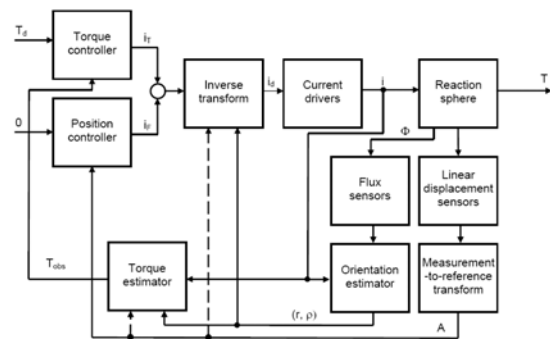 T_d
Torque
controller
i_T
0
Position
controller
i_F
Inverse
transform
i_d
Current
drivers
i
Reaction
sphere
T
Φ
Flux
sensors
Linear
displacement
sensors
T_obs
Torque
estimator
Orientation
estimator
Measurement
-to-reference
transform
(r, ρ)
A